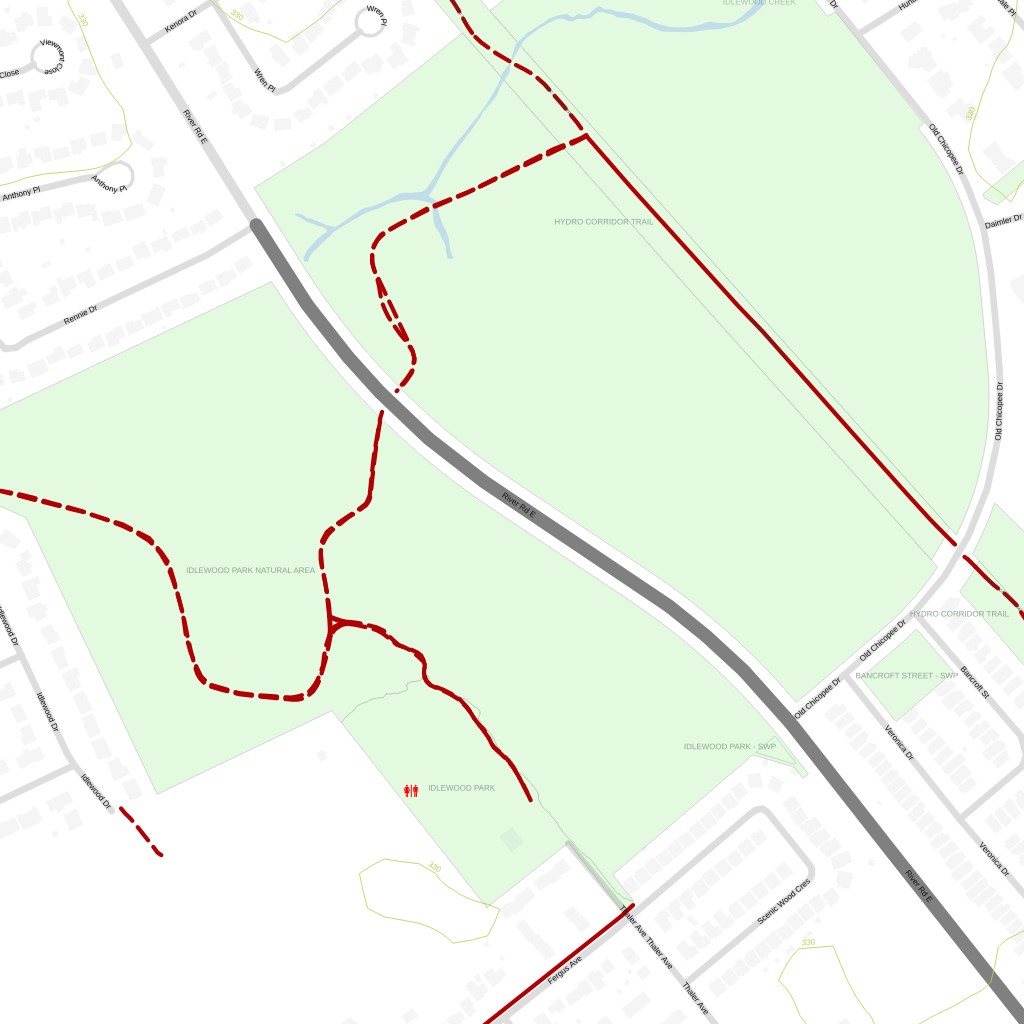 IDLEWOOD CREEK
330
Kenora Dr
330
Wren Pl
Wren Pl
Viewmont Close
Close
River Rd E
Old Chicopee Dr
330
Anthony Pl
Anthony Pl
HYDRO CORRIDOR TRAIL
Daimler Dr
Rennie Dr
Old Chicopee Dr
River Rd E
IDLEWOOD PARK NATURAL AREA
HYDRO CORRIDOR TRAIL
Idlewood Dr
Old Chicopee Dr
BANCROFT STREET - SWP
Bancroft St
Idlewood Dr
Old Chicopee Dr
Veronica Dr
IDLEWOOD PARK - SWP
IDLEWOOD PARK
Idlewood Dr
330
Veronica Dr
River Rd E
Scenic Wood Cres
Thaler Ave
Thaler Ave
Fergus Ave
330
Thaler Ave